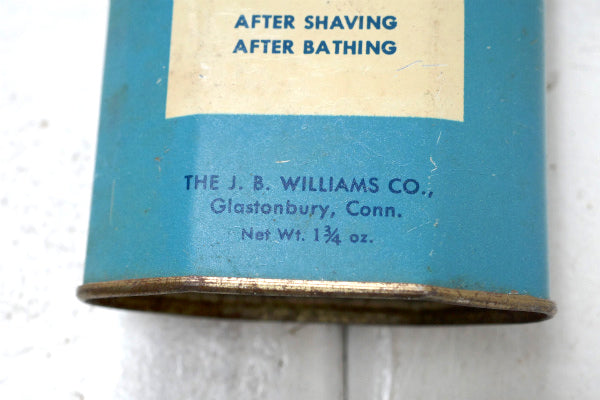 AFTER SHAVING
AFTER BATHING
THE J. B. WILLIAMS CO.,
Glastonbury, Conn.
Net Wt. 1¾ oz.